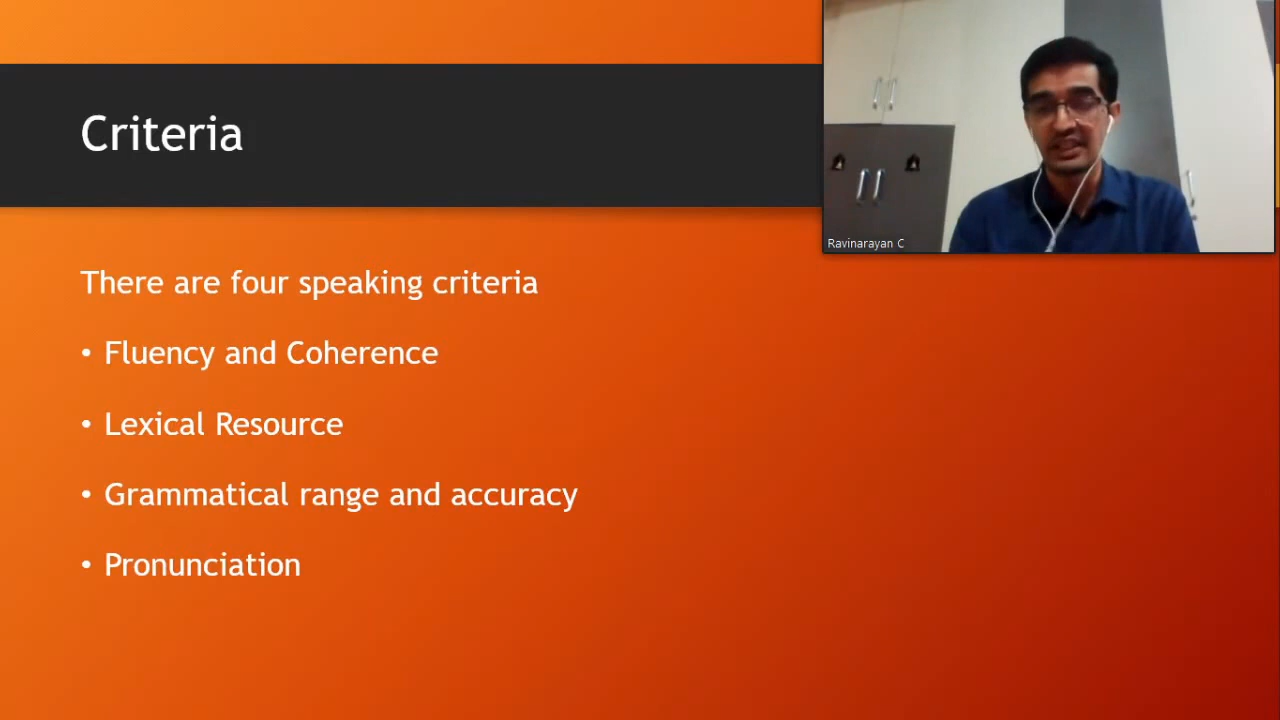 Criteria
Ravinarayan C
There are four speaking criteria
• Fluency and Coherence
• Lexical Resource
• Grammatical range and accuracy
• Pronunciation